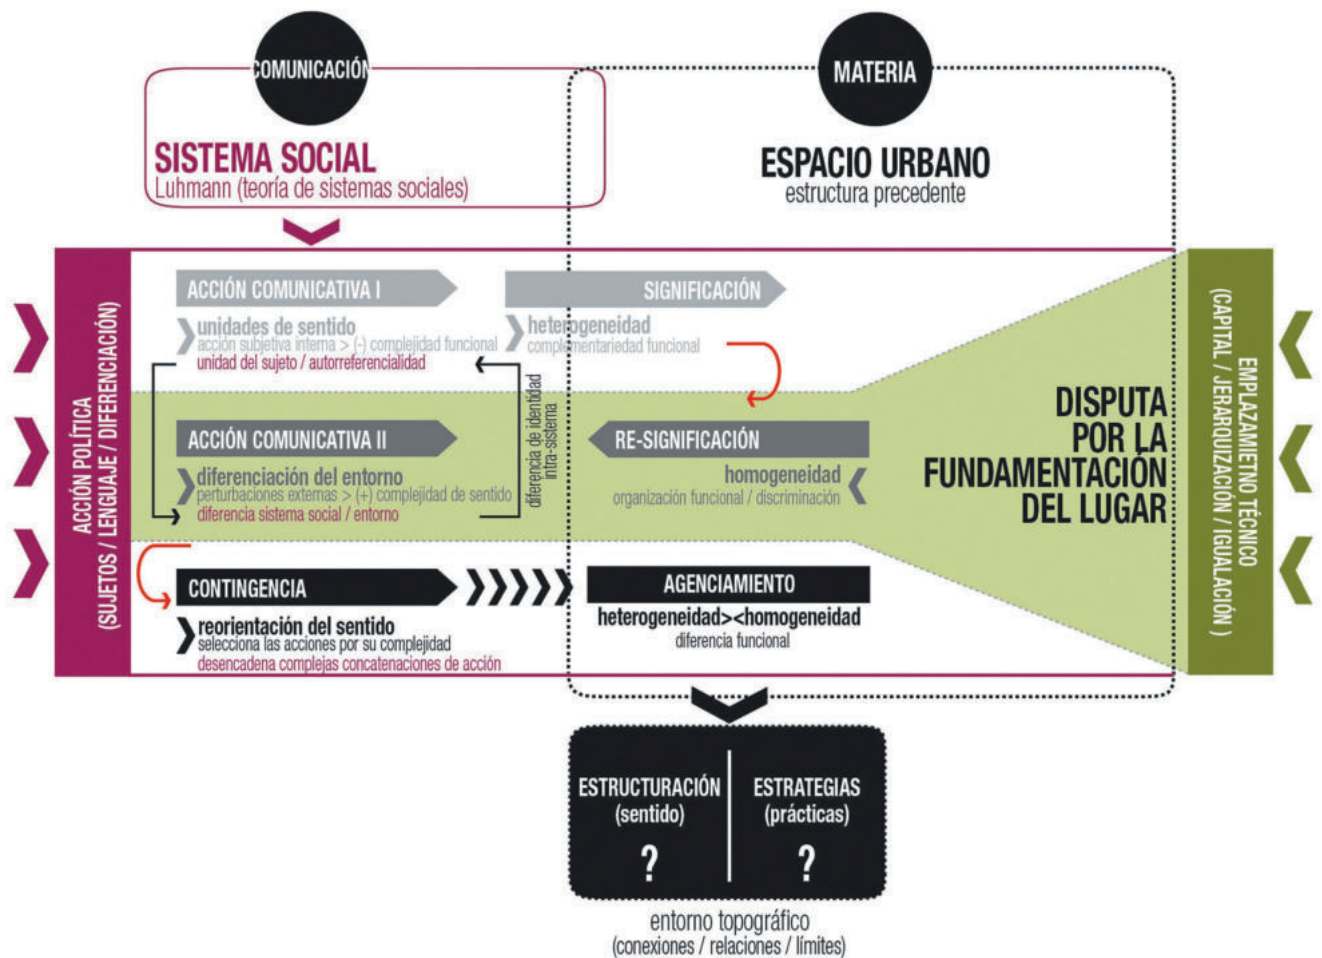 COMUNICACIÓN
MATERIA
SISTEMA SOCIAL
Luhmann (teoría de sistemas sociales)
ESPACIO URBANO
estructura precedente
ACCIÓN POLÍTICA
(SUJETOS / LENGUAJE / DIFERENCIACIÓN)
ACCIÓN COMUNICATIVA I
unidades de sentido
acción subjetiva interna > (-) complejidad funcional
unidad del sujeto / autorreferencialidad
SIGNIFICACIÓN
heterogeneidad
complementariedad funcional
ACCIÓN COMUNICATIVA II
diferenciación del entorno
perturbaciones externas > (+) complejidad de sentido
diferencia sistema social / entorno
diferencia de identidad
intra-sistema
RE-SIGNIFICACIÓN
homogeneidad
organización funcional / discriminación
CONTINGENCIA
reorientación del sentido
selecciona las acciones por su complejidad
desencadena complejas concatenaciones de acción
AGENCIAMIENTO
heterogeneidad><homogeneidad
diferencia funcional
DISPUTA
POR LA
FUNDAMENTACIÓN
DEL LUGAR
EMPLAZAMIETNO TÉCNICO
(CAPITAL / JERARQUIZACIÓN / IGUALACIÓN )
ESTRUCTURACIÓN
(sentido)
?
ESTRATEGIAS
(prácticas)
?
entorno topográfico
(conexiones / relaciones / límites)